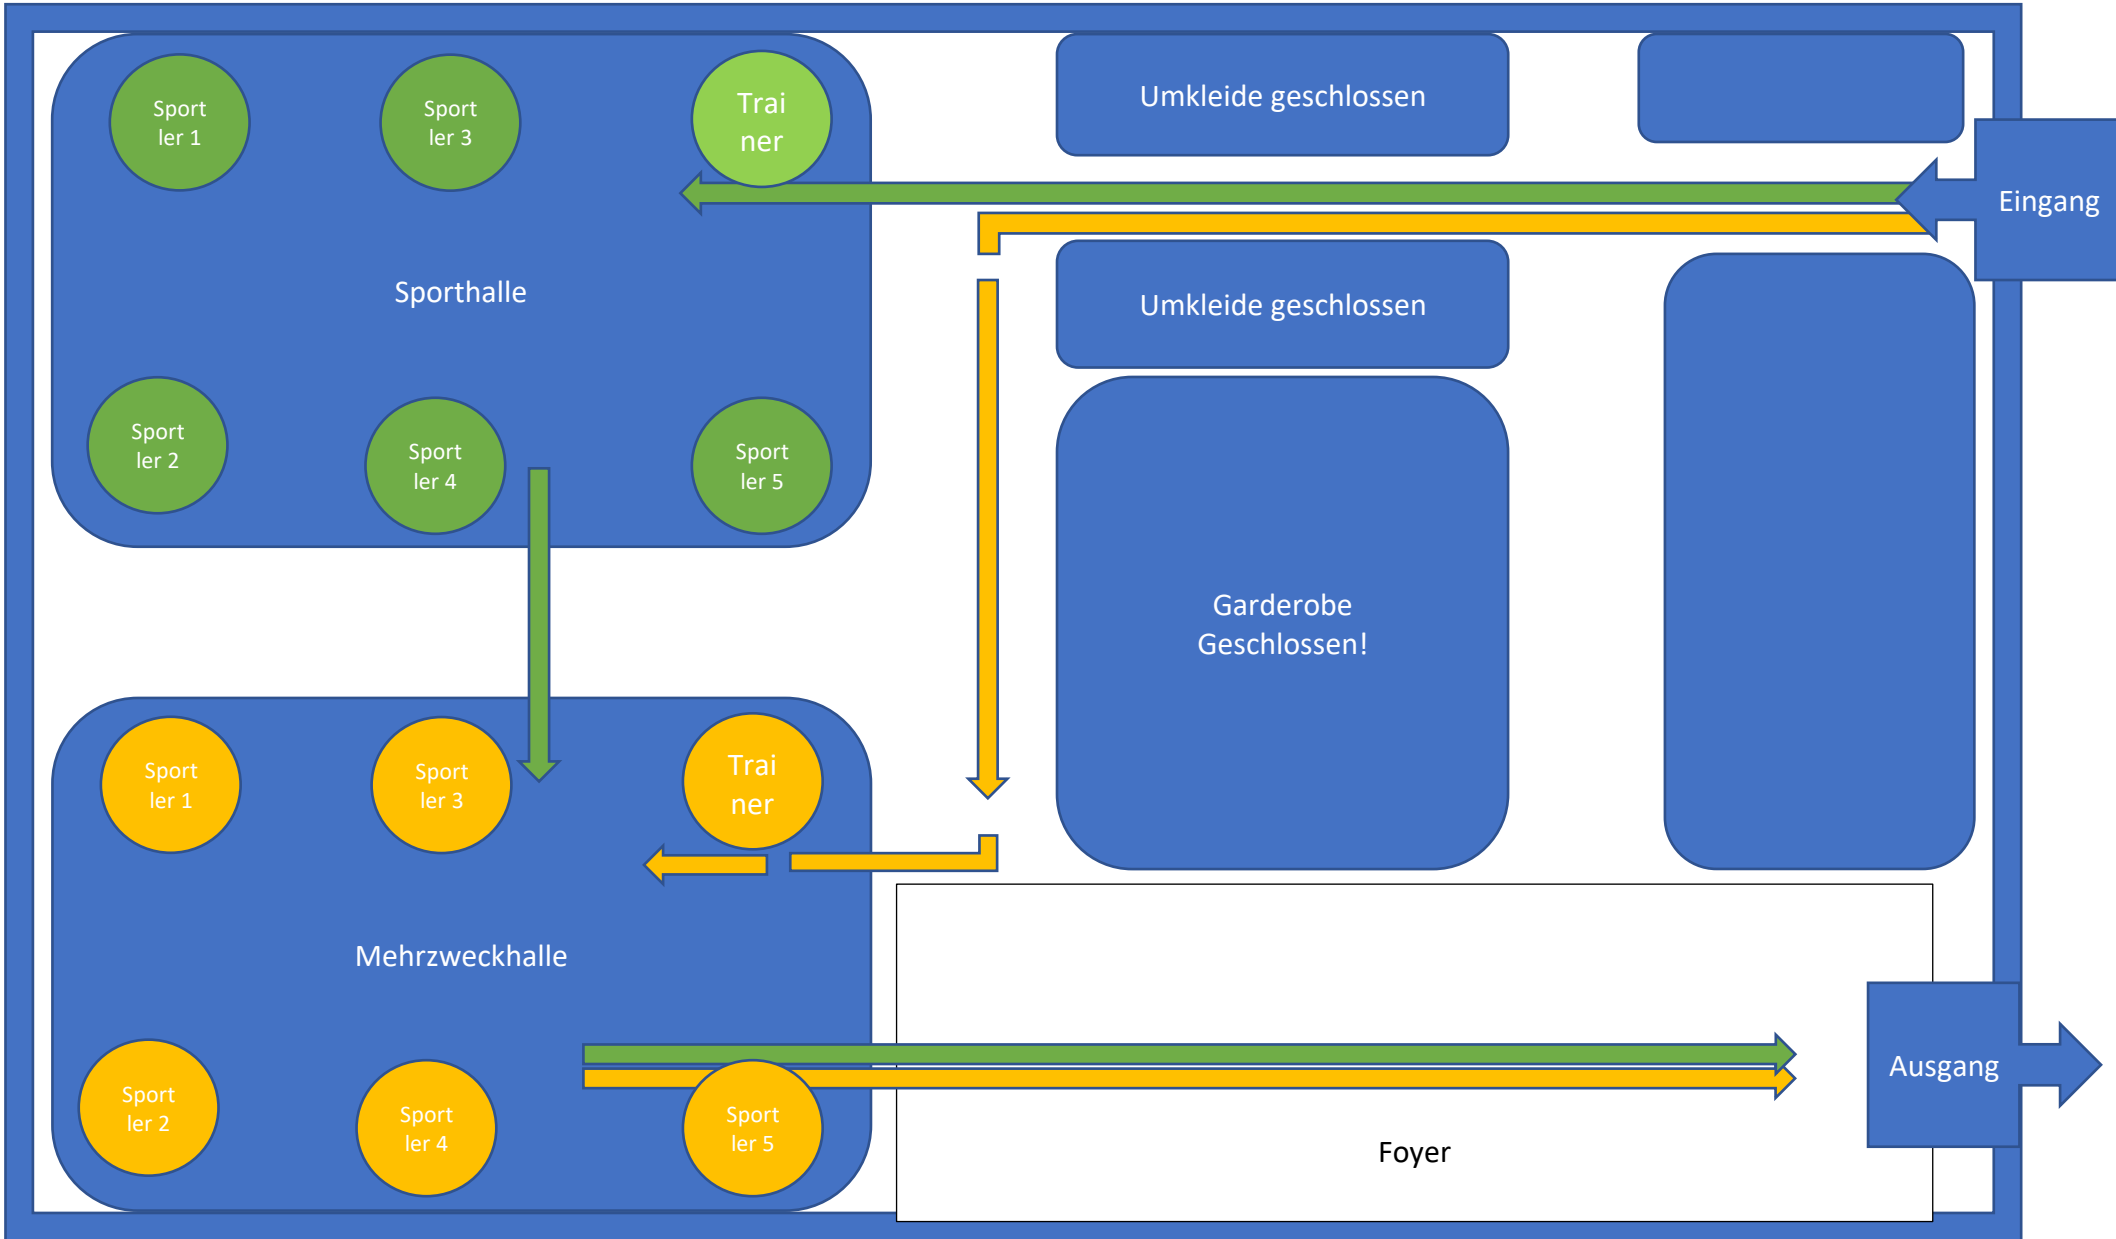 Sport
ler 1
Sport
ler 3
Trai
ner
Umkleide geschlossen
Eingang
Sporthalle
Umkleide geschlossen
Sport
ler 2
Sport
ler 4
Sport
ler 5
Garderobe
Geschlossen!
Sport
ler 1
Sport
ler 3
Trai
ner
Mehrzweckhalle
Sport
ler 2
Sport
ler 4
Sport
ler 5
Ausgang
Foyer